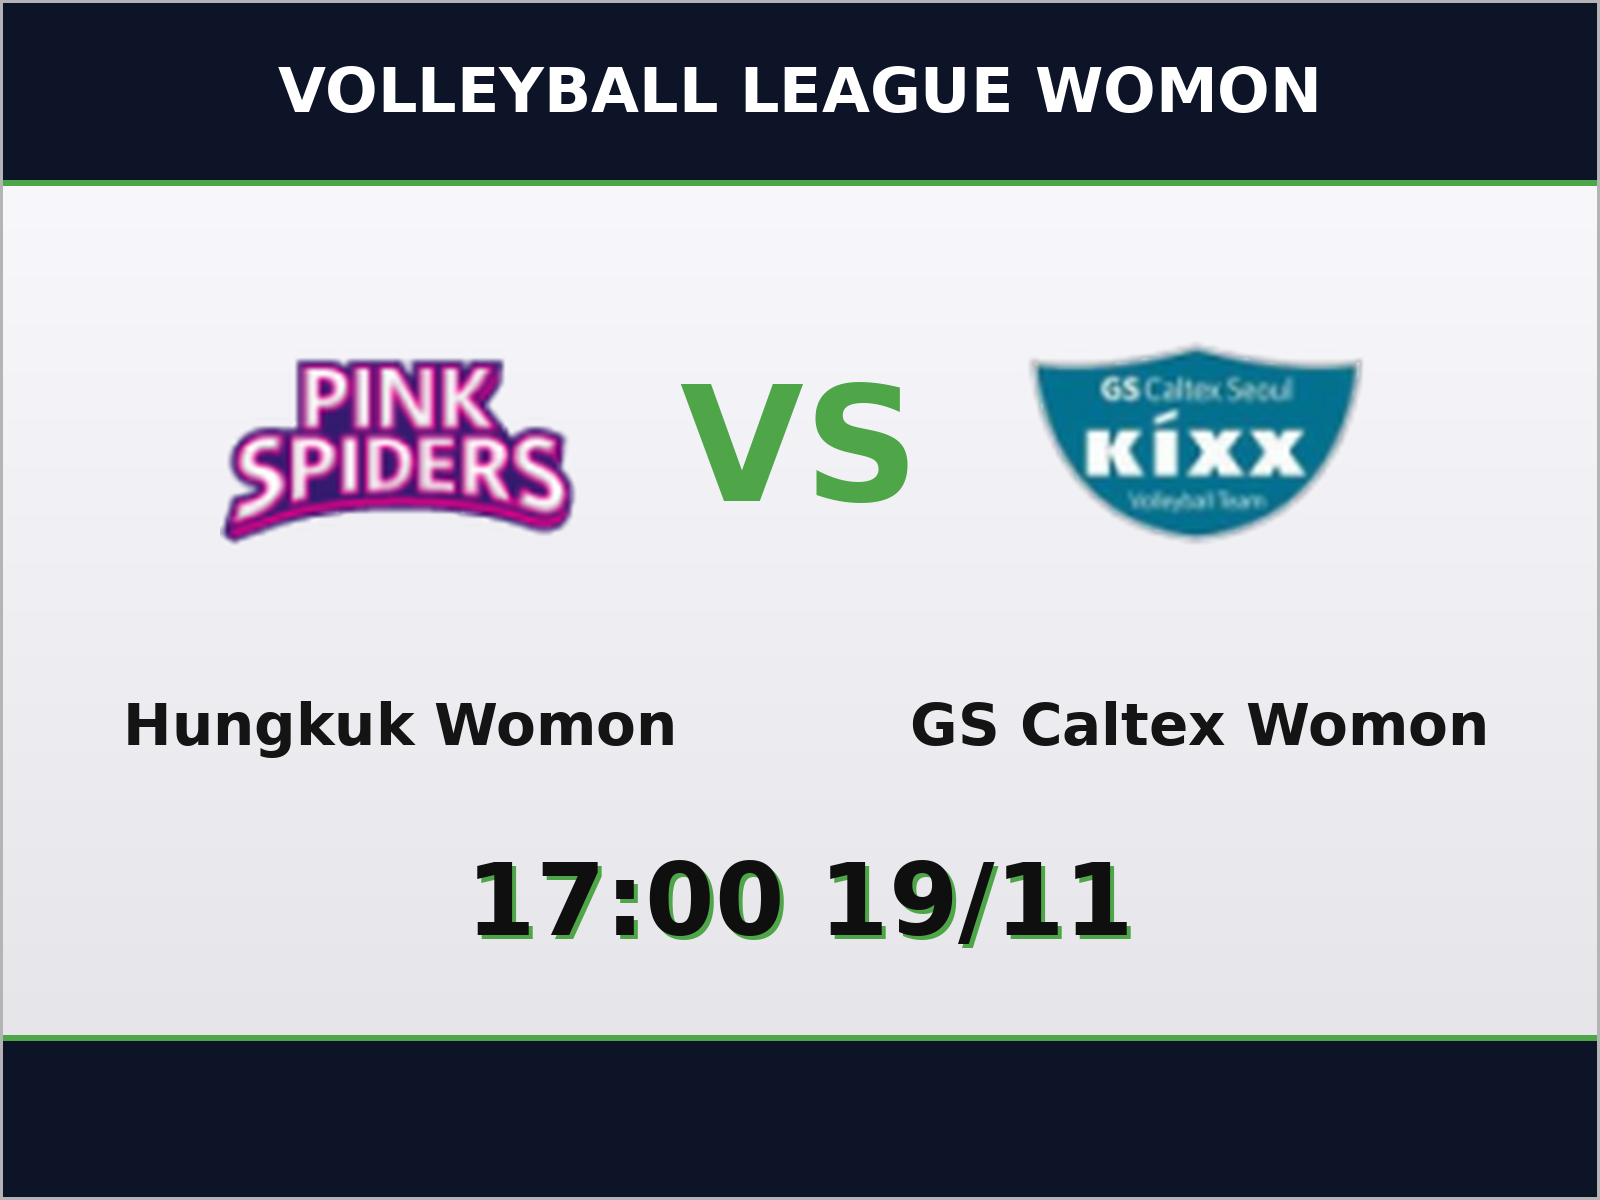 VOLLEYBALL LEAGUE WOMON
PINK
SPIDERS
VS
GS Caltex Seoul
kíxx
Volleyball Team
Hungkuk Womon
GS Caltex Womon
17:00 19/11